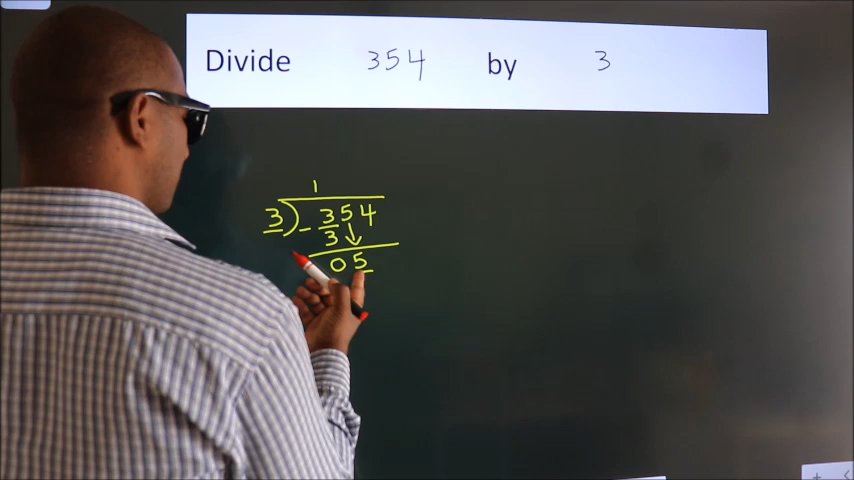 Divide 354 by 3
1
3) 354
- 3 ↓
05